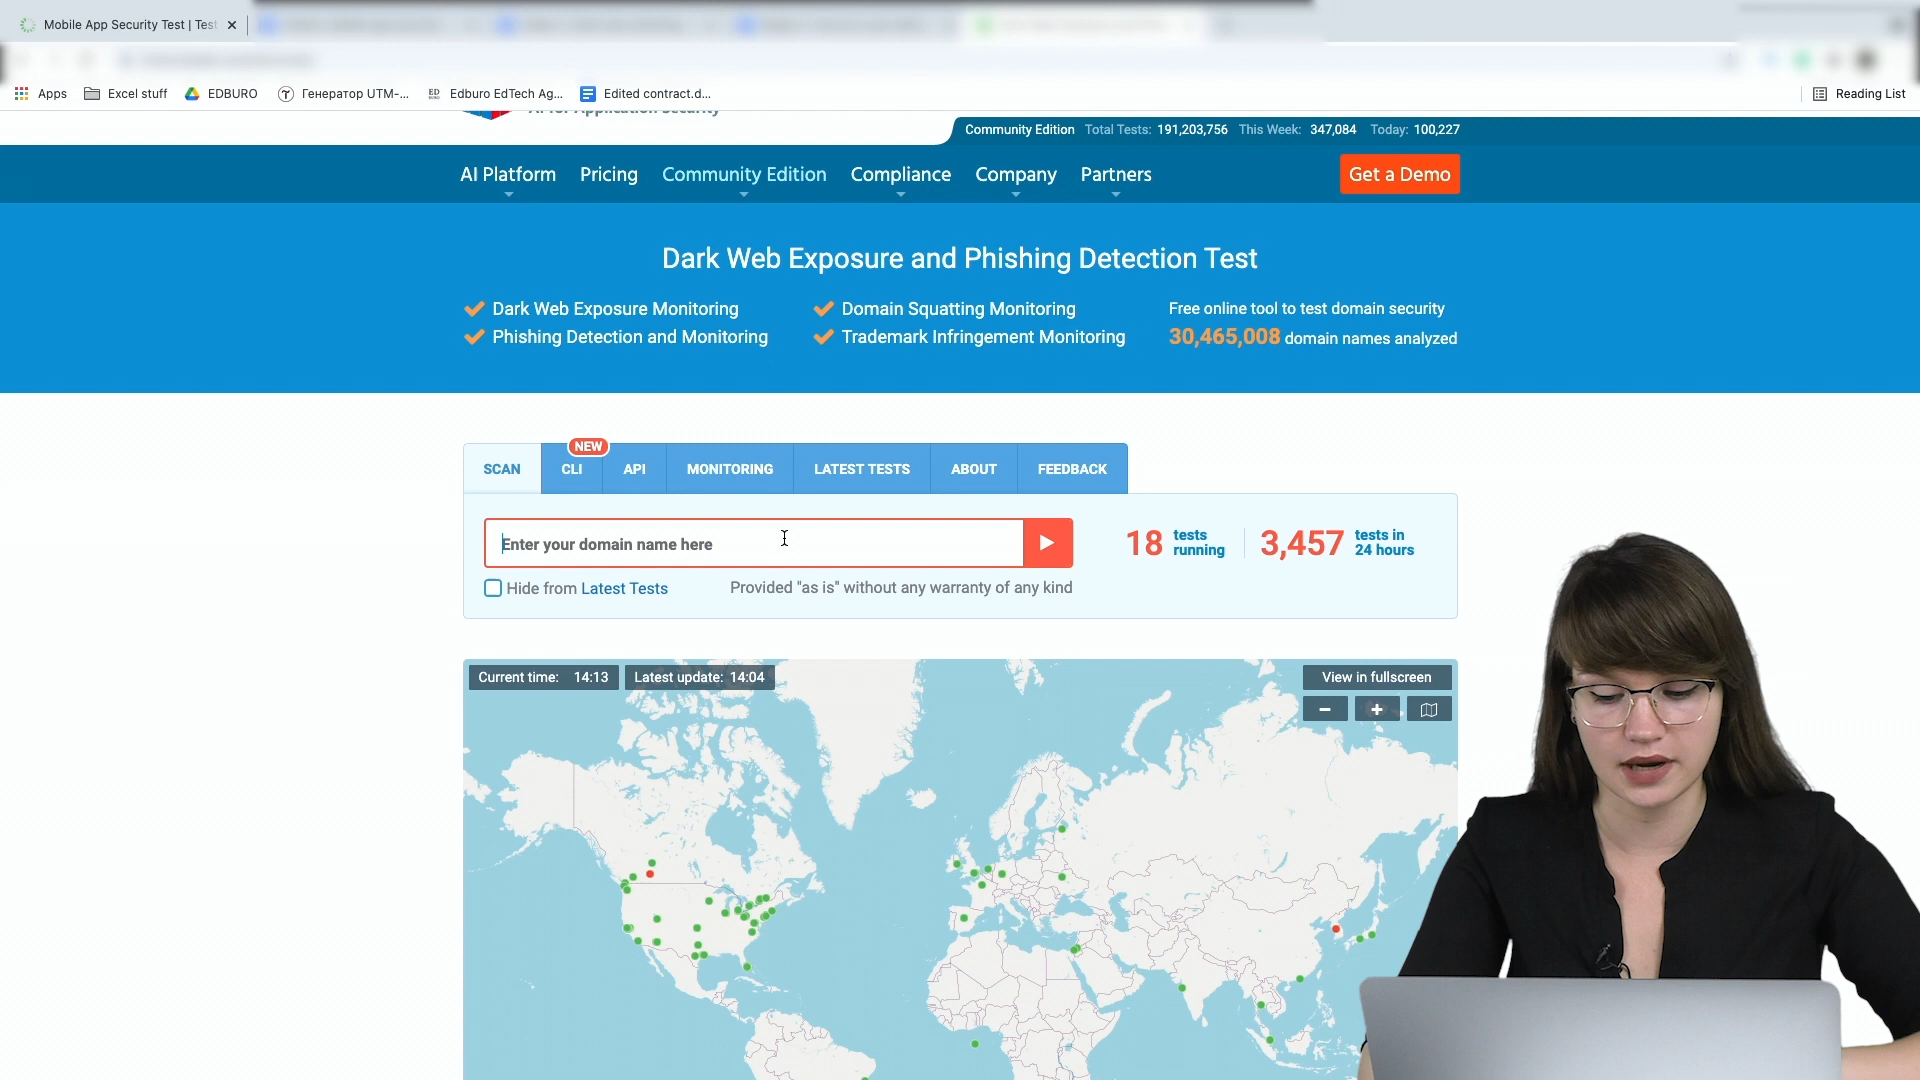 Mobile App Security Test | Test
Apps
Excel stuff
EDBURO
Генератор UTM-...
Edburo EdTech Ag...
Edited contract.d...
Reading List
AI for Application Security
Community Edition Total Tests: 191,203,756 This Week: 347,084 Today: 100,227
AI Platform
Pricing
Community Edition
Compliance
Company
Partners
Get a Demo
Dark Web Exposure and Phishing Detection Test
Dark Web Exposure Monitoring
Domain Squatting Monitoring
Free online tool to test domain security
Phishing Detection and Monitoring
Trademark Infringement Monitoring
30,465,008 domain names analyzed
NEW
SCAN
CLI
API
MONITORING
LATEST TESTS
ABOUT
FEEDBACK
Enter your domain name here
18 tests running
3,457 tests in 24 hours
Hide from Latest Tests
Provided "as is" without any warranty of any kind
Current time: 14:13
Latest update: 14:04
View in fullscreen